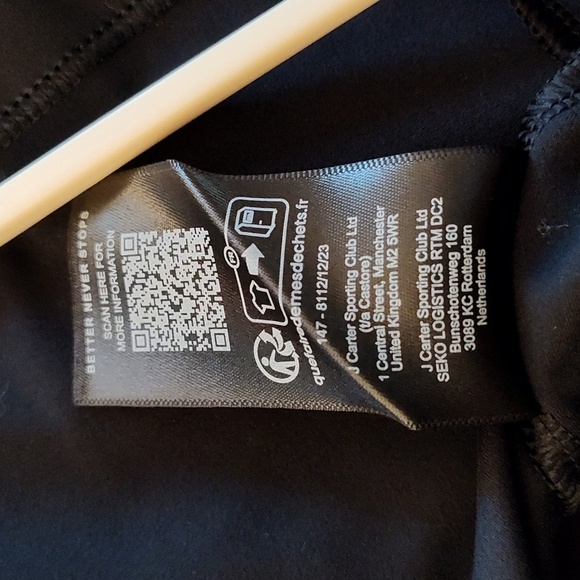 BETTER NEVER STOPS
SCAN HERE FOR
MORE INFORMATION
FR
quefairedemesdechets.fr
147 - 8112/12/23
J Carter Sporting Club Ltd
(t/a Castore)
1 Central Street, Manchester
United Kingdom M2 5WR
J Carter Sporting Club Ltd
SEKO LOGISTICS RTM DC2
Bunschotenweg 160
3089 KC Rotterdam
Netherlands